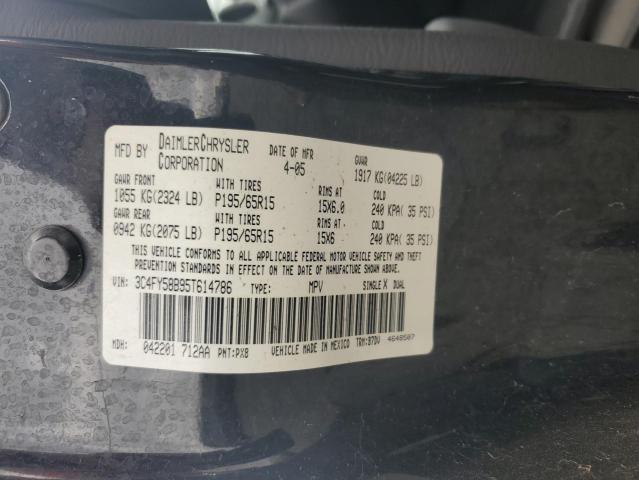 MFD BY DAIMLERCHRYSLER CORPORATION DATE OF MFR 4-05 GVWR 1917 KG(04225 LB)
GAWR FRONT WITH TIRES RIMS AT COLD
1055 KG(2324 LB) P195/65R15 15X6.0 240 KPA( 35 PSI)
GAWR REAR WITH TIRES RIMS AT COLD
0942 KG(2075 LB) P195/65R15 15X6 240 KPA( 35 PSI)
THIS VEHICLE CONFORMS TO ALL APPLICABLE FEDERAL MOTOR VEHICLE SAFETY AND THEFT
PREVENTION STANDARDS IN EFFECT ON THE DATE OF MANUFACTURE SHOWN ABOVE.
VIN: 3C4FY58B95T614786 TYPE: MPV SINGLE X DUAL
MDH: 042201 712AA PNT:PX8 VEHICLE MADE IN MEXICO TRM:B7DV 4648507